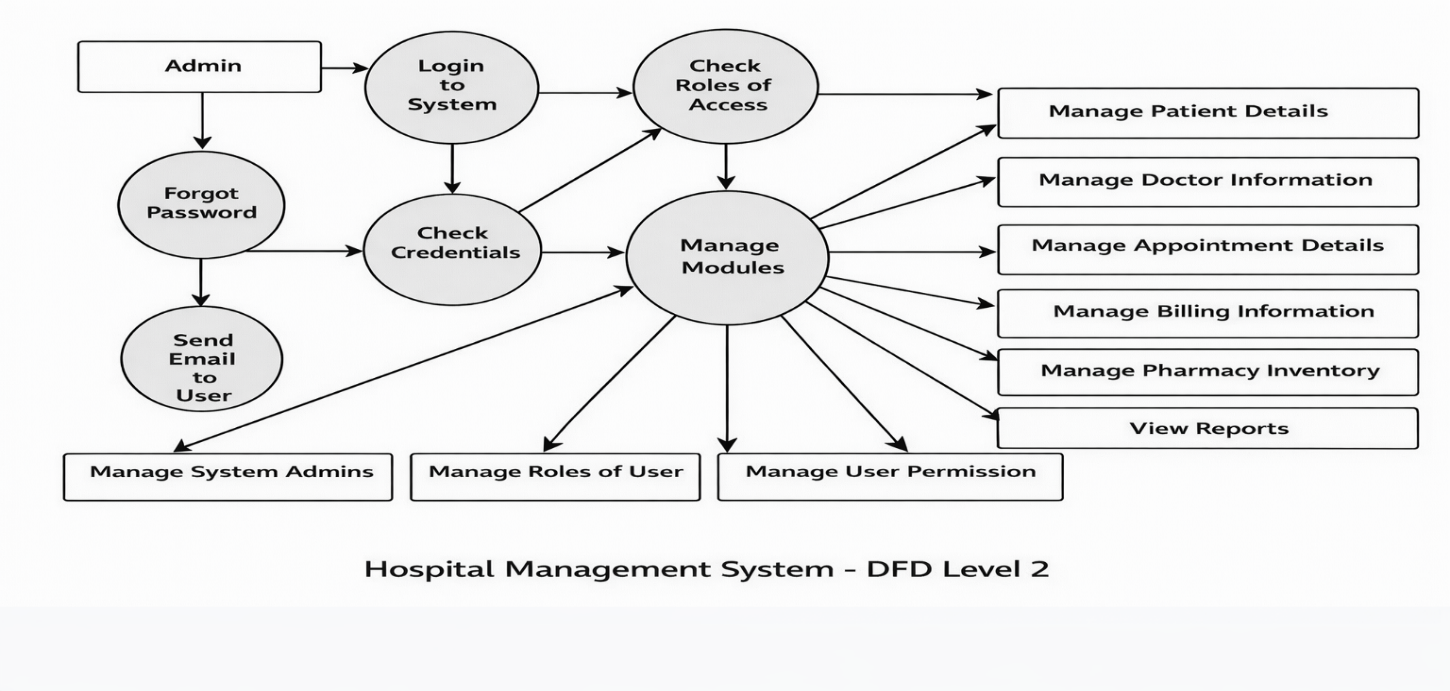 Admin
Login
to
System
Check
Roles of
Access
Manage Patient Details
Forgot
Password
Check
Credentials
Manage
Modules
Manage Doctor Information
Manage Appointment Details
Manage Billing Information
Send
Email
to
User
Manage Pharmacy Inventory
View Reports
Manage System Admins
Manage Roles of User
Manage User Permission
Hospital Management System - DFD Level 2